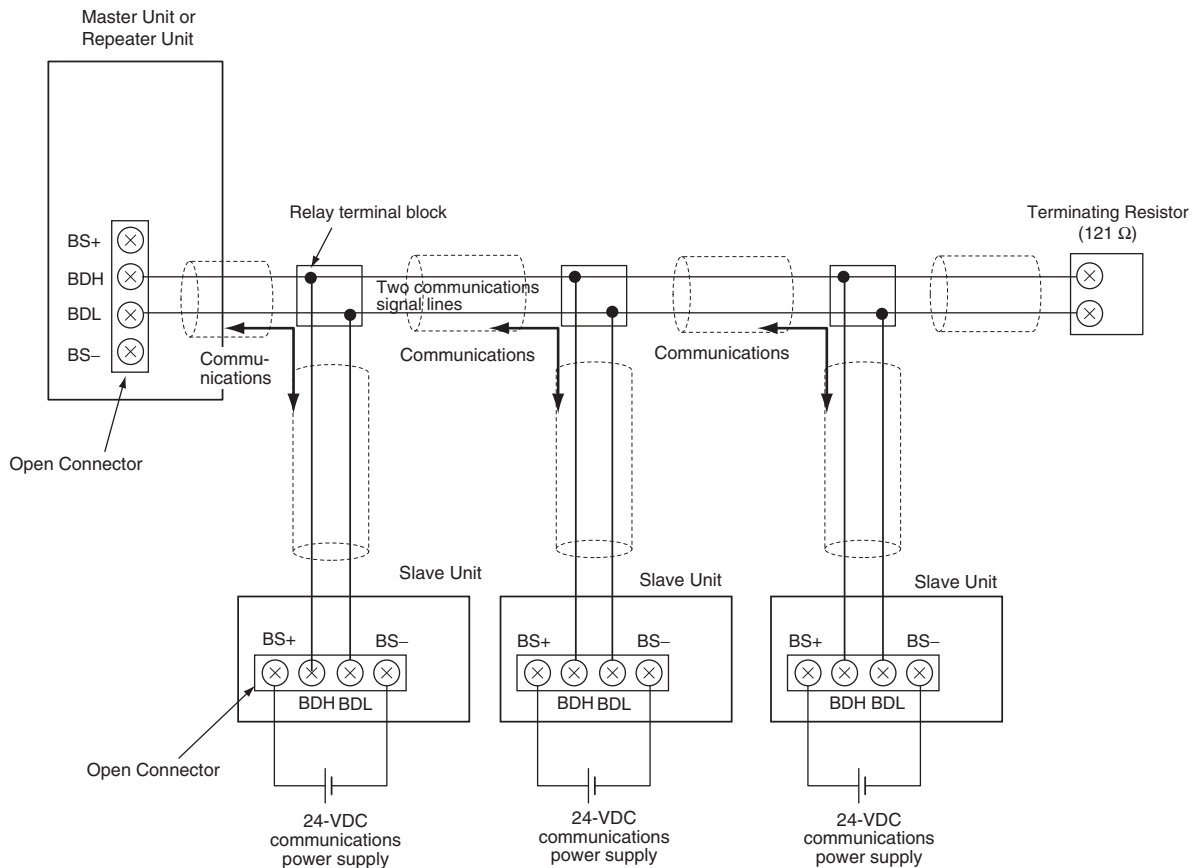 Master Unit or
Repeater Unit
Relay terminal block
Terminating Resistor
(121 Ω)
BS+
BDH
BDL
BS–
Two communications
signal lines
Commu-
nications
Communications
Communications
Open Connector
Slave Unit
Slave Unit
Slave Unit
BS+
BS–
BS+
BS–
BS+
BS–
BDH BDL
BDH BDL
BDH BDL
Open Connector
24-VDC
communications
power supply
24-VDC
communications
power supply
24-VDC
communications
power supply